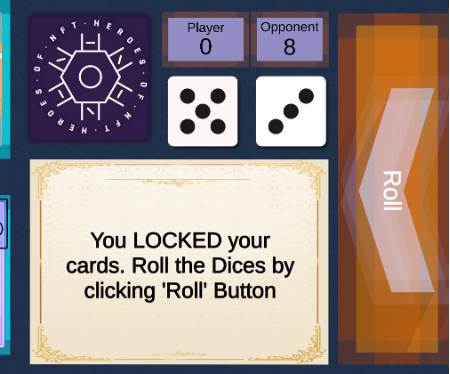 HEROES·OF·NFT·HEROES·OF·NFT·
Player
0
Opponent
8
You LOCKED your
cards. Roll the Dices by
clicking 'Roll' Button
Roll